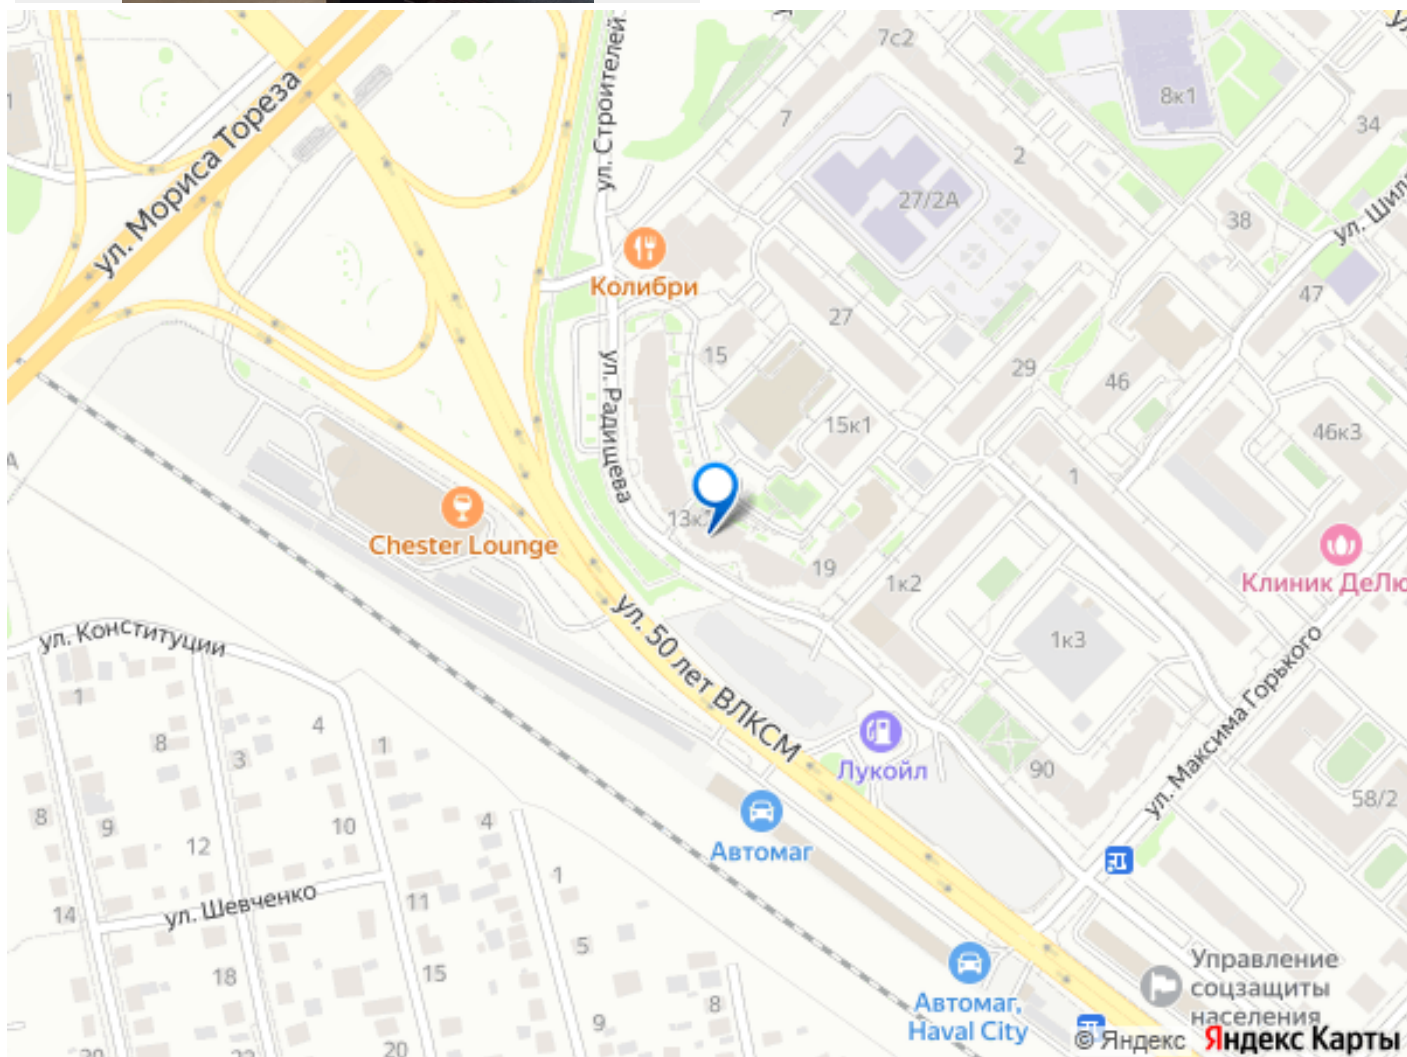 7с2
8к1
34
7
2
1
ул. Строителей
ул. Мориса Тореза
27/2А
38
ул. Шил
47
Колибри
27
15
29
46
ул. Радищева
15к1
46к3
1
13к
Chester Lounge
19
1к2
Клиник ДеЛю
ул. 50 лет ВЛКСМ
1к3
ул. Конституции
1
4
8
3
1
Лукойл
90
ул. Максима Горького
58/2
8
9
12
10
4
Автомаг
1
14
ул. Шевченко
11
5
18
15
8
9
20
Управление
соцзащиты
населения
Автомаг,
Haval City
© Яндекс Яндекс Карты